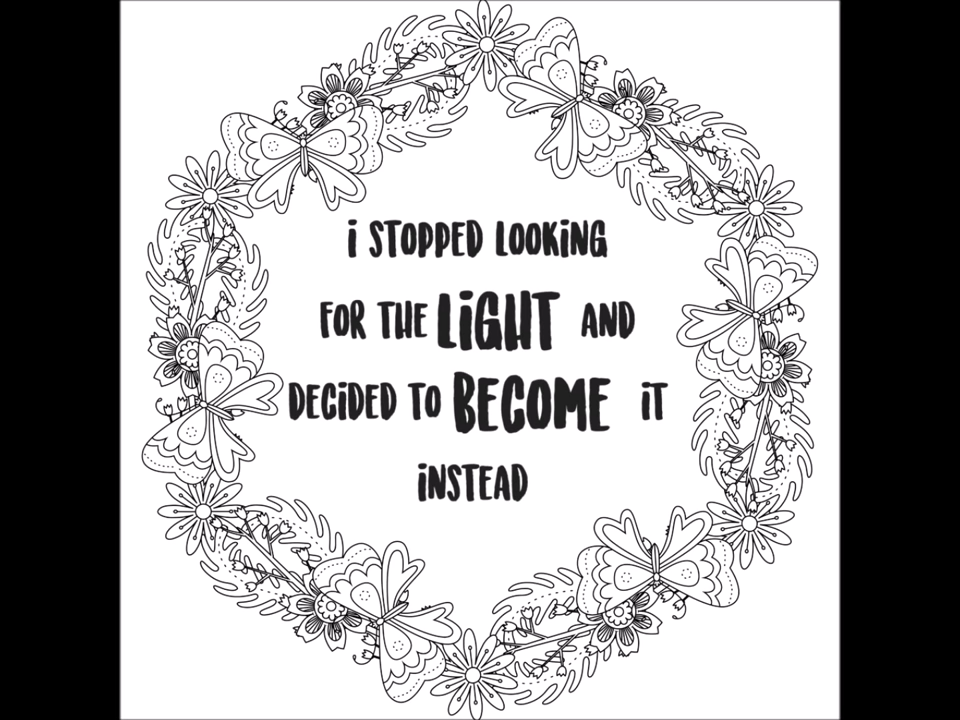 i STOPPED LOOKiNG
FOR THE LiGHT AND
DECiDED TO BECOME iT
iNSTEAD